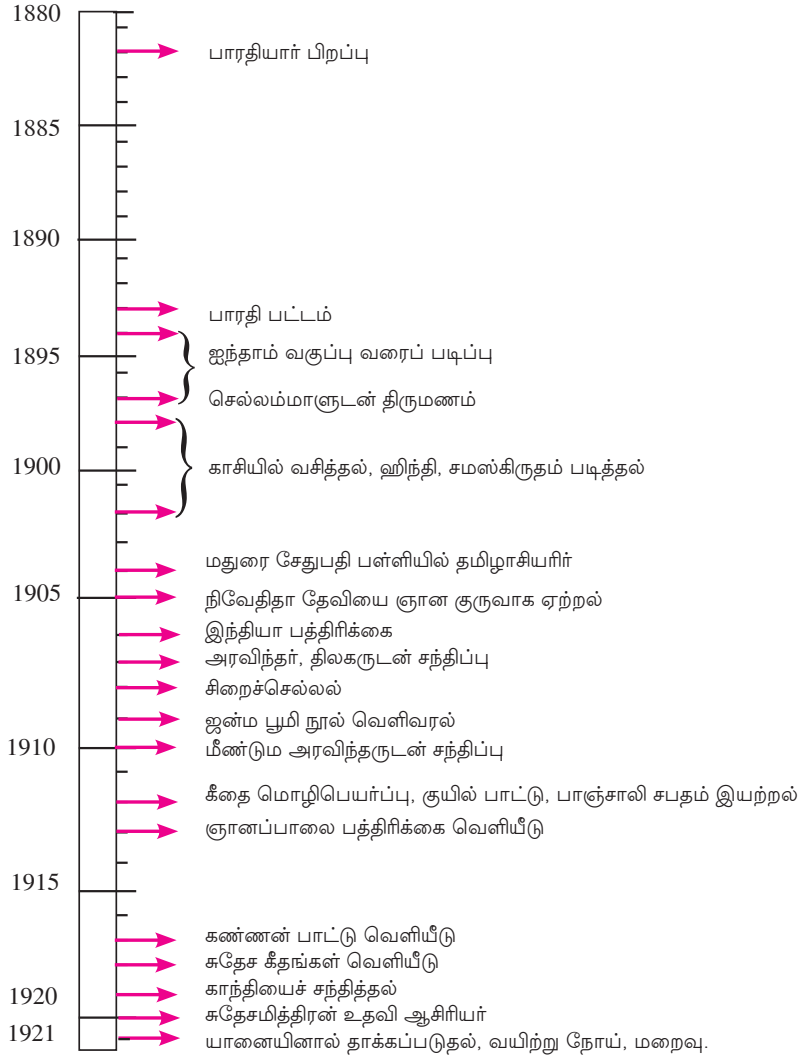 1880
பாரதியார் பிறப்பு
1885
1890
பாரதி பட்டம்
1895
ஐந்தாம் வகுப்பு வரைப் படிப்பு
செல்லம்மாளுடன் திருமணம்
1900
காசியில் வசித்தல், ஹிந்தி, சமஸ்கிருதம் படித்தல்
மதுரை சேதுபதி பள்ளியில் தமிழாசியரிர்
1905
நிவேதிதா தேவியை ஞான குருவாக ஏற்றல்
இந்தியா பத்திரிக்கை
அரவிந்தர், திலகருடன் சந்திப்பு
சிறைச்செல்லல்
ஜன்ம பூமி நூல் வெளிவரல்
1910
மீண்டும அரவிந்தருடன் சந்திப்பு
கீதை மொழிபெயர்ப்பு, குயில் பாட்டு, பாஞ்சாலி சபதம் இயற்றல்
ஞானப்பாலை பத்திரிக்கை வெளியீடு
1915
கண்ணன் பாட்டு வெளியீடு
சுதேச கீதங்கள் வெளியீடு
1920
காந்தியைச் சந்தித்தல்
சுதேசமித்திரன் உதவி ஆசிரியர்
1921
யானையினால் தாக்கப்படுதல், வயிற்று நோய், மறைவு.